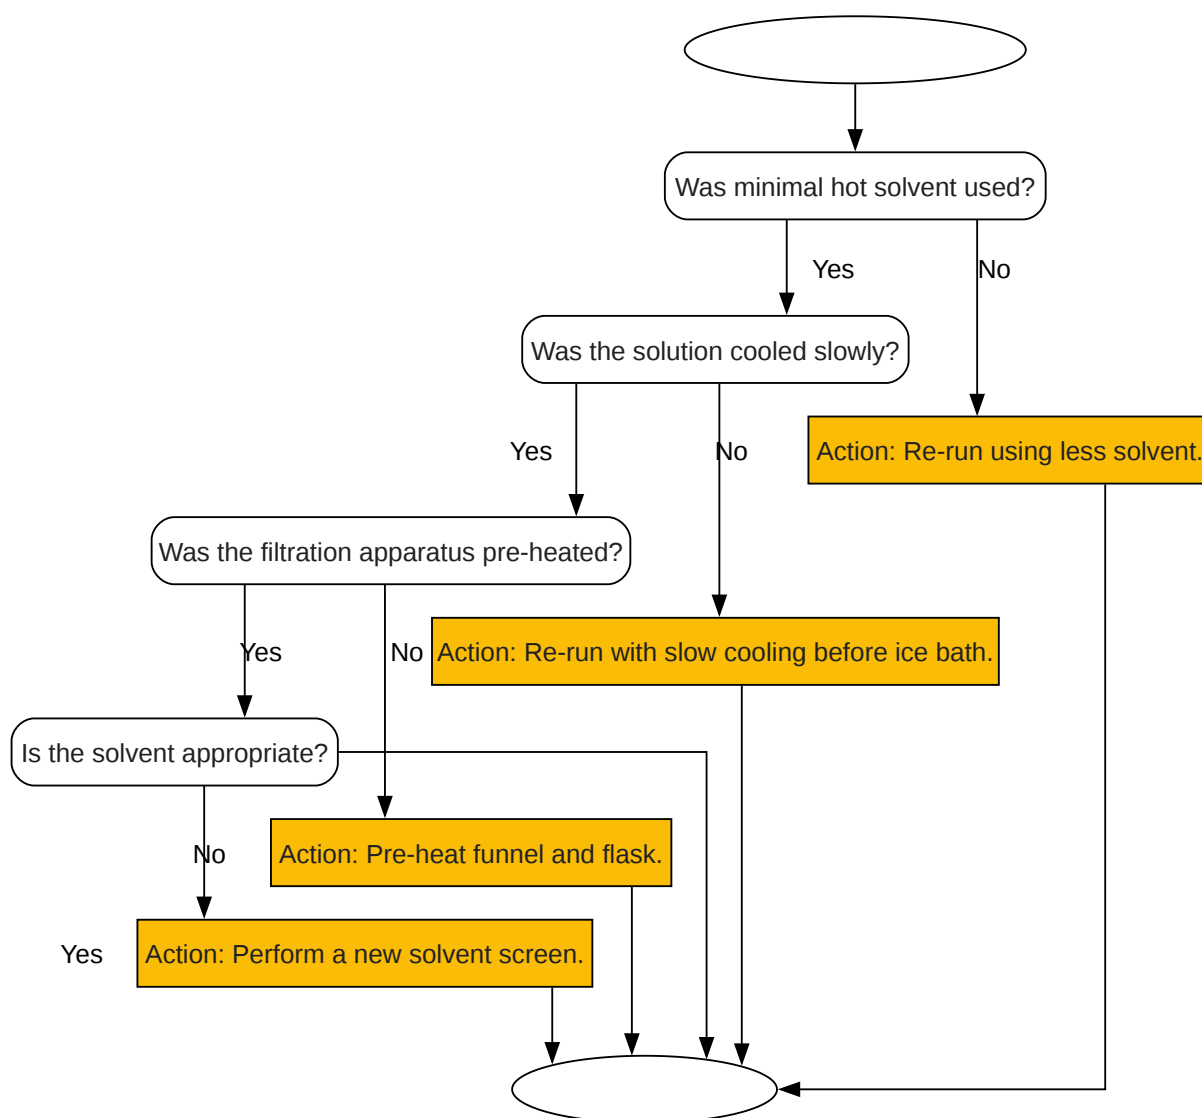 Was minimal hot solvent used?
Yes
No
Was the solution cooled slowly?
Yes
No
Action: Re-run using less solvent.
Was the filtration apparatus pre-heated?
Yes
No
Action: Re-run with slow cooling before ice bath.
Is the solvent appropriate?
No
Action: Pre-heat funnel and flask.
Yes
Action: Perform a new solvent screen.